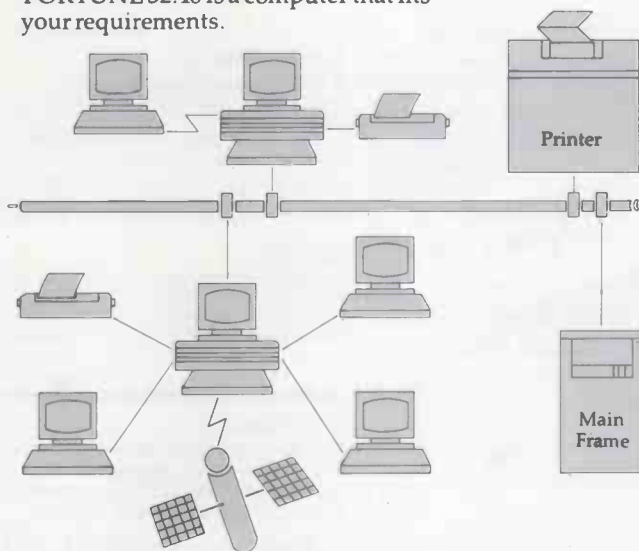 FORTUNE 32:16 is a computer that fits
your requirements.
Printer
Main
Frame